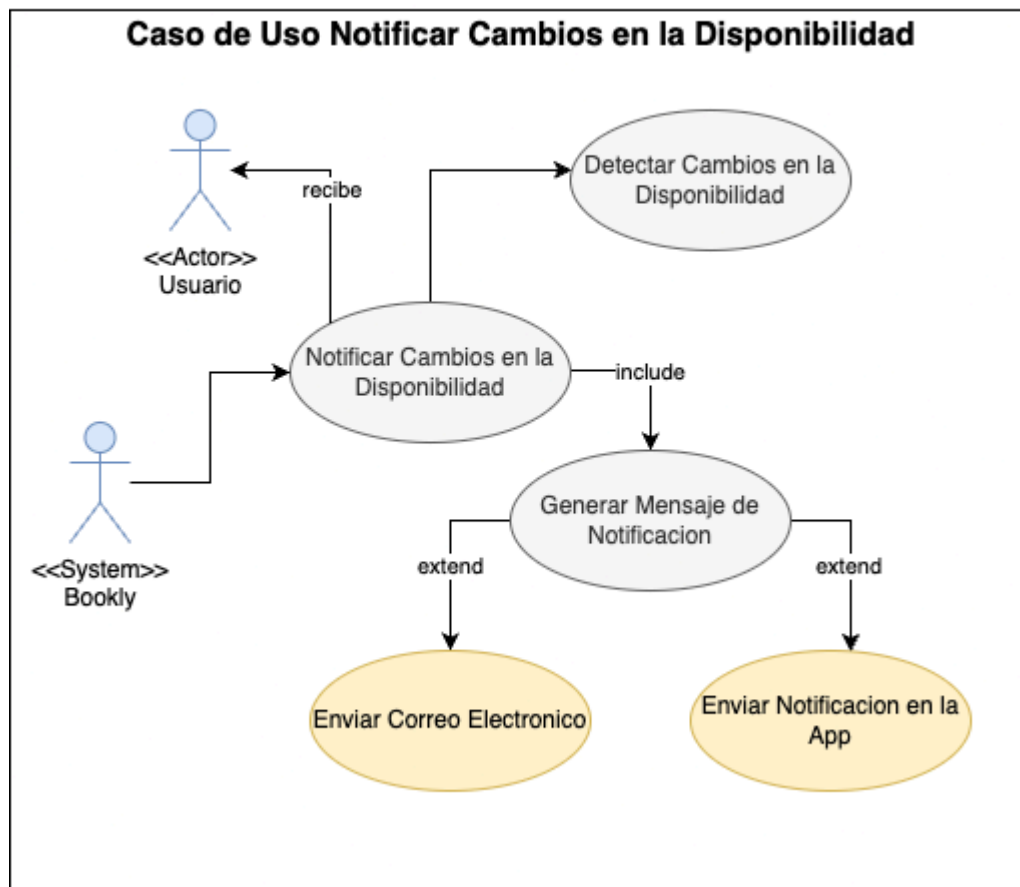 Caso de Uso Notificar Cambios en la Disponibilidad
Detectar Cambios en la
Disponibilidad
recibe
<<Actor>>
Usuario
Notificar Cambios en la
Disponibilidad
include
<<System>>
Bookly
Generar Mensaje de
Notificacion
extend
extend
Enviar Correo Electronico
Enviar Notificacion en la
App